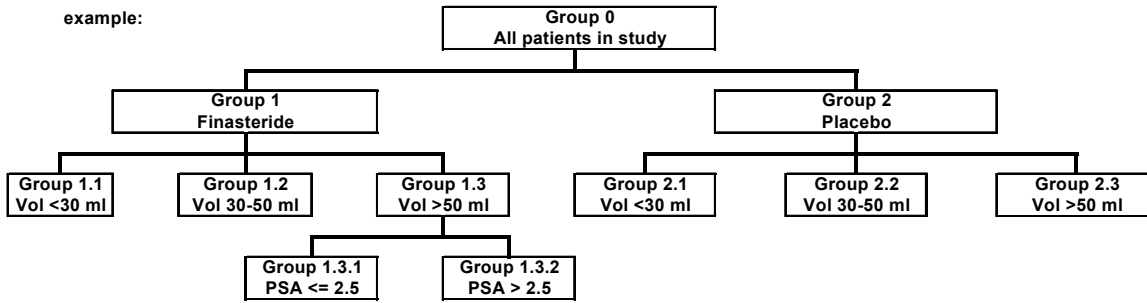 example:
Group 0
All patients in study
Group 1
Finasteride
Group 2
Placebo
Group 1.1
Vol <30 ml
Group 1.2
Vol 30-50 ml
Group 1.3
Vol >50 ml
Group 2.1
Vol <30 ml
Group 2.2
Vol 30-50 ml
Group 2.3
Vol >50 ml
Group 1.3.1
PSA <= 2.5
Group 1.3.2
PSA > 2.5